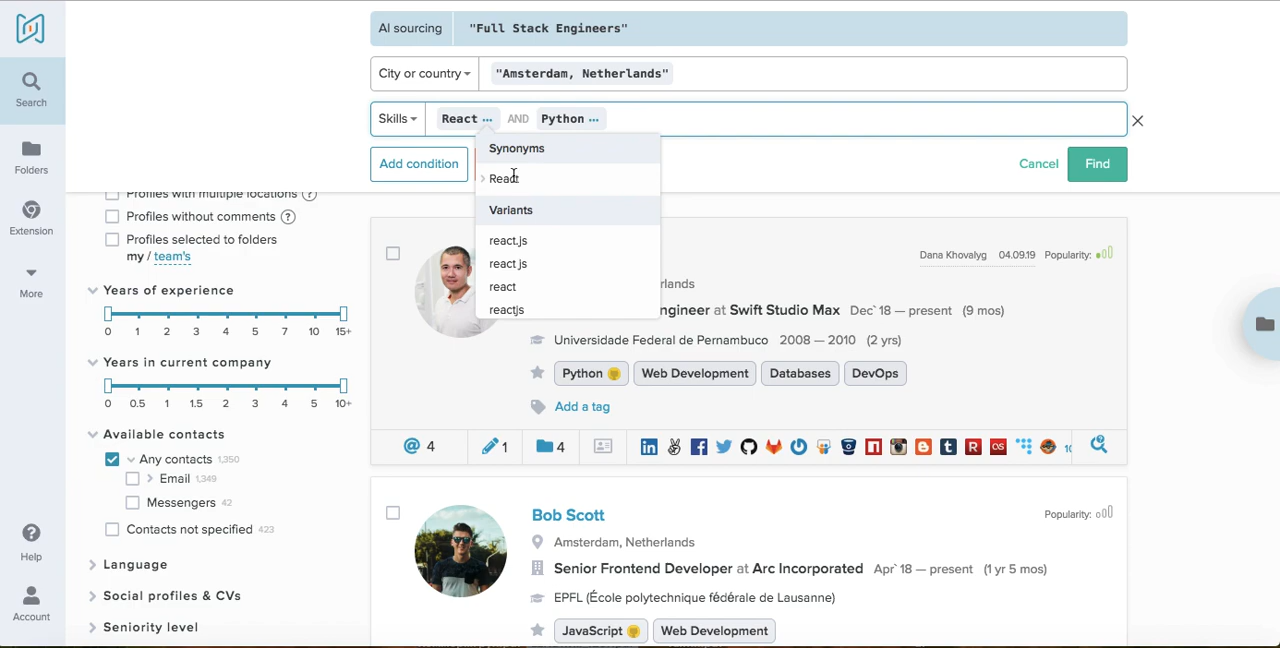 AI sourcing "Full Stack Engineers"
City or country "Amsterdam, Netherlands"
Skills React ••• AND Python •••
Add condition Cancel Find
Synonyms
React
Variants
react.js
react js
react
reactjs
Search
Folders
Extension
More
Help
Account
Profiles with multiple locations ?
Profiles without comments ?
Profiles selected to folders
my / team's
Years of experience
0 1 2 3 4 5 7 10 15+
Years in current company
0 0.5 1 1.5 2 3 4 5 10+
Available contacts
Any contacts 1,350
Email 1,349
Messengers 42
Contacts not specified 423
Language
Social profiles & CVs
Seniority level
Dana Khovalyg 04.09.19 Popularity:
rlands
ngineer at Swift Studio Max Dec` 18 — present (9 mos)
Universidade Federal de Pernambuco 2008 — 2010 (2 yrs)
Python Web Development Databases DevOps
Add a tag
@ 4 1 4
Bob Scott Popularity:
Amsterdam, Netherlands
Senior Frontend Developer at Arc Incorporated Apr` 18 — present (1 yr 5 mos)
EPFL (École polytechnique fédérale de Lausanne)
JavaScript Web Development